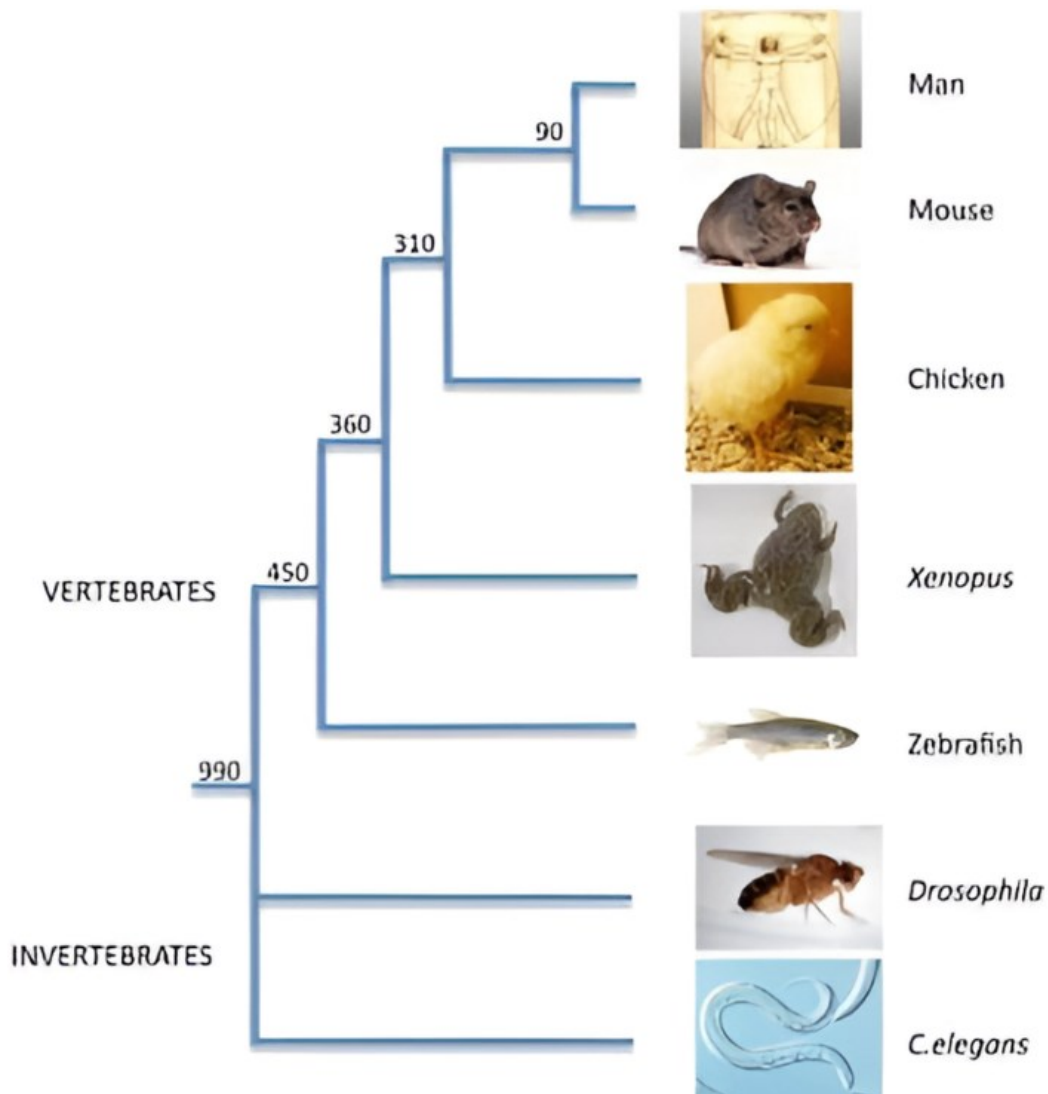 Man
90
Mouse
310
Chicken
360
Xenopus
450
VERTEBRATES
Zebrafish
990
Drosophila
INVERTEBRATES
C.elegans